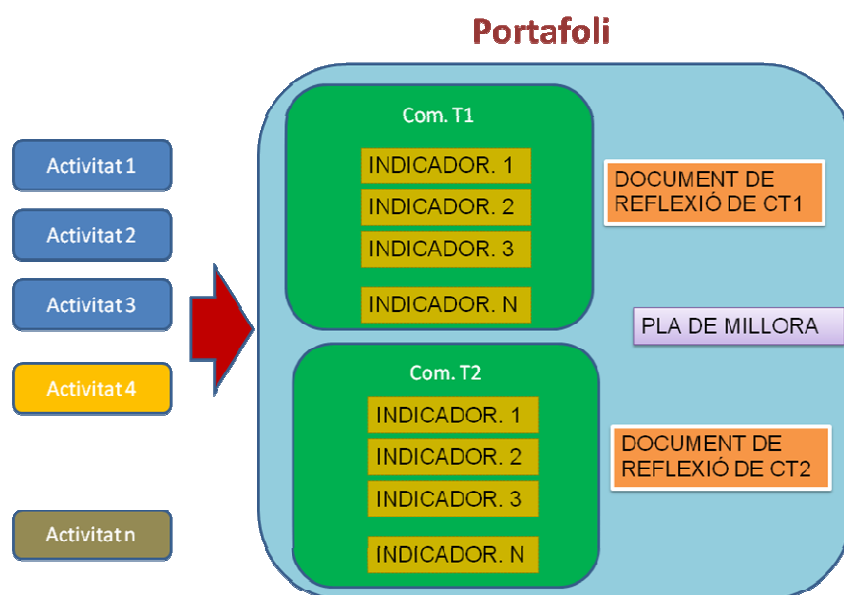 Portafoli
Activitat 1
Activitat 2
Activitat 3
Activitat 4
Activitat n
Com. T1
INDICADOR. 1
INDICADOR. 2
INDICADOR. 3
INDICADOR. N
DOCUMENT DE
REFLEXIÓ DE CT1
PLA DE MILLORA
Com. T2
INDICADOR. 1
INDICADOR. 2
INDICADOR. 3
INDICADOR. N
DOCUMENT DE
REFLEXIÓ DE CT2